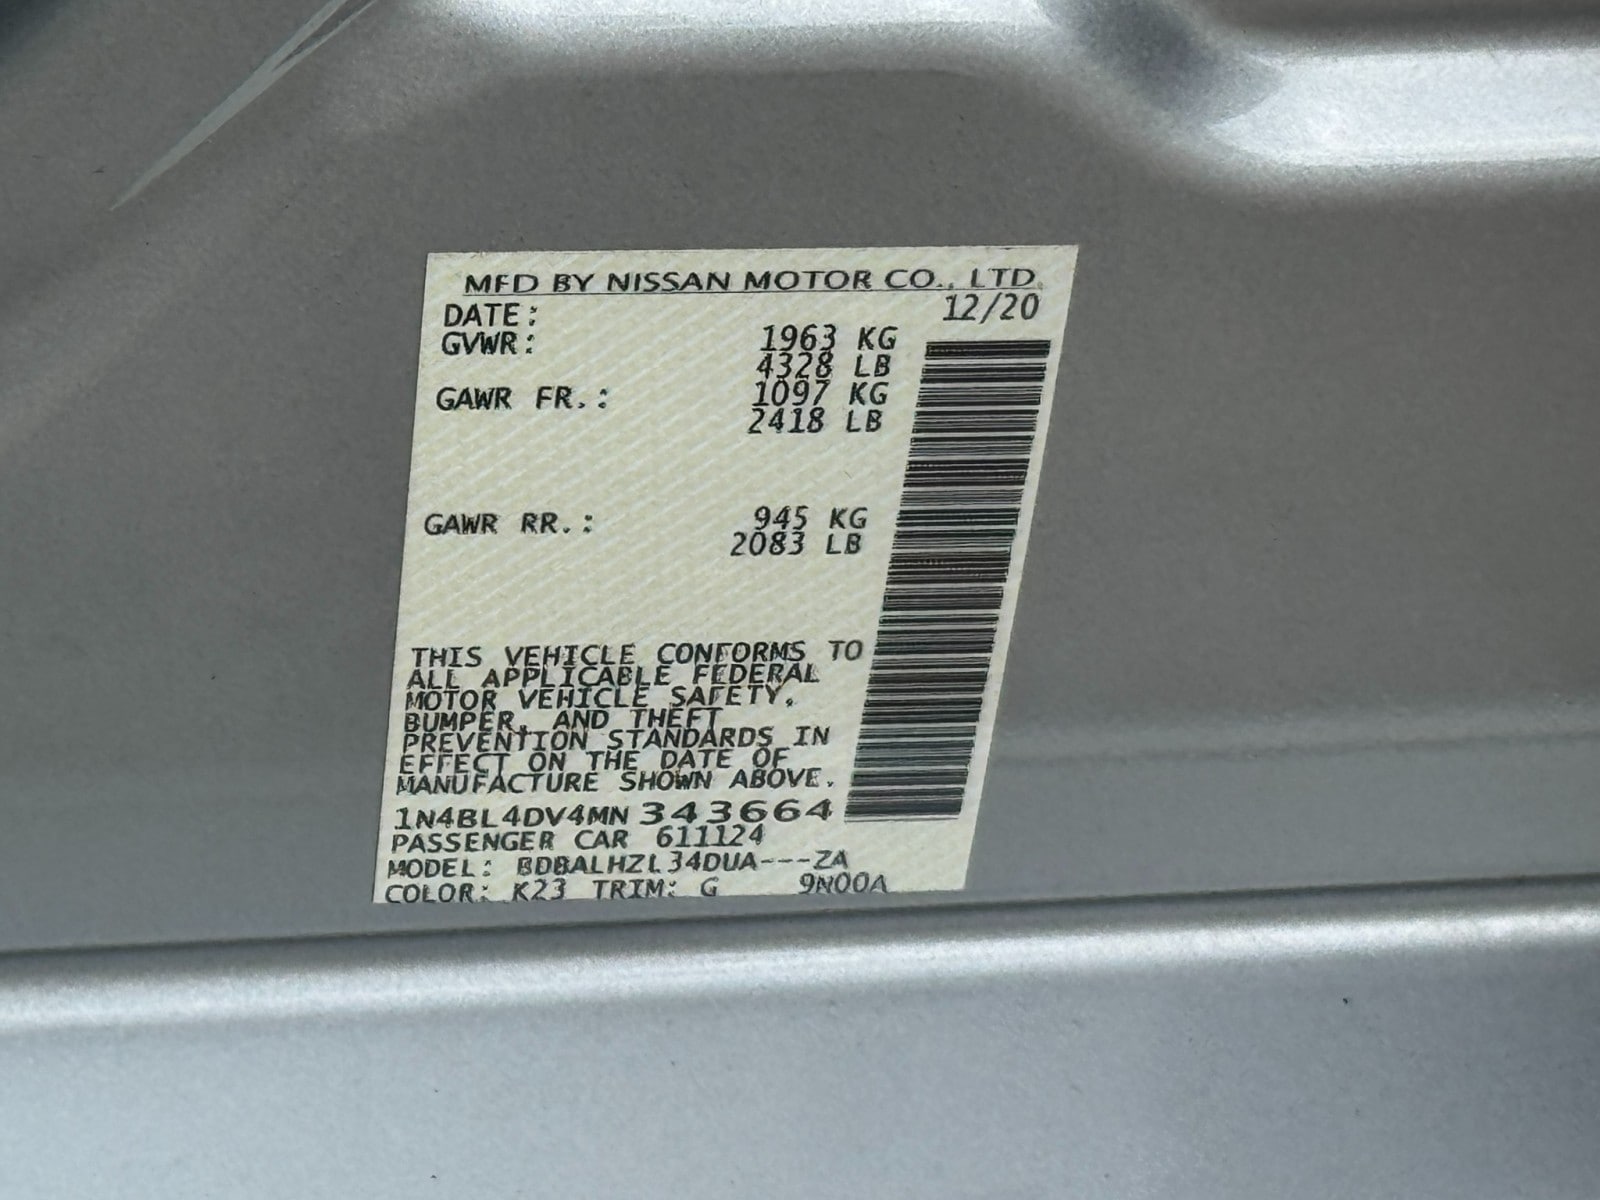 MFD BY NISSAN MOTOR CO., LTD.
DATE: 12/20
GVWR: 1963 KG
4328 LB
GAWR FR.: 1097 KG
2418 LB
GAWR RR.: 945 KG
2083 LB
THIS VEHICLE CONFORMS TO
ALL APPLICABLE FEDERAL
MOTOR VEHICLE SAFETY,
BUMPER, AND THEFT
PREVENTION STANDARDS IN
EFFECT ON THE DATE OF
MANUFACTURE SHOWN ABOVE.
1N4BL4DV4MN 343664
PASSENGER CAR 611124
MODEL: BDBALHZL34DUA---ZA
COLOR: K23 TRIM: G 9N00A